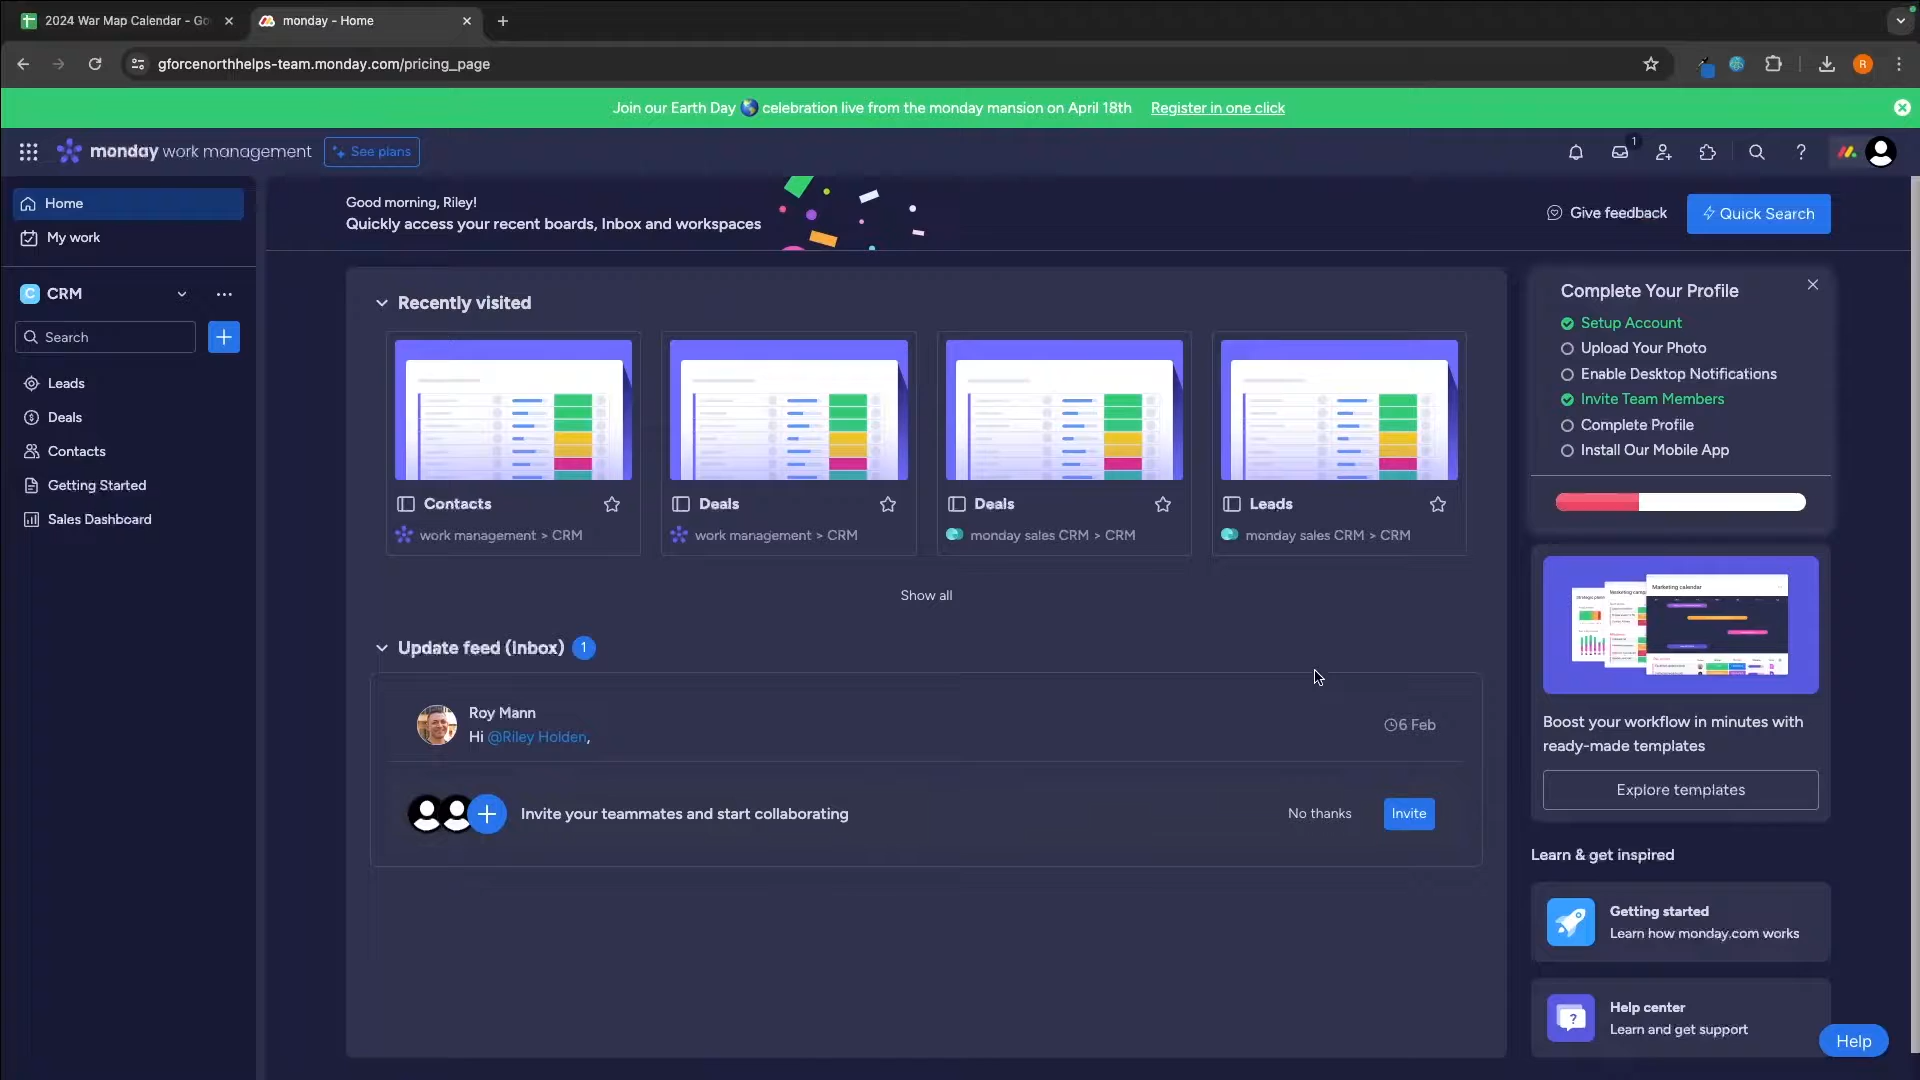 2024 War Map Calendar - Go
monday - Home
gforcenorthhelps-team.monday.com/pricing_page
R
Join our Earth Day 🌎 celebration live from the monday mansion on April 18th Register in one click
monday work management
See plans
1
Home
My work
C CRM
Search
Leads
Deals
Contacts
Getting Started
Sales Dashboard
Good morning, Riley!
Quickly access your recent boards, Inbox and workspaces
Give feedback
Quick Search
Recently visited
Contacts
work management > CRM
Deals
work management > CRM
Deals
monday sales CRM > CRM
Leads
monday sales CRM > CRM
Show all
Update feed (Inbox) 1
Roy Mann
Hi @Riley Holden,
6 Feb
Invite your teammates and start collaborating
No thanks
Invite
Complete Your Profile
Setup Account
Upload Your Photo
Enable Desktop Notifications
Invite Team Members
Complete Profile
Install Our Mobile App
Marketing calendar
Boost your workflow in minutes with
ready-made templates
Explore templates
Learn & get inspired
Getting started
Learn how monday.com works
Help center
Learn and get support
Help